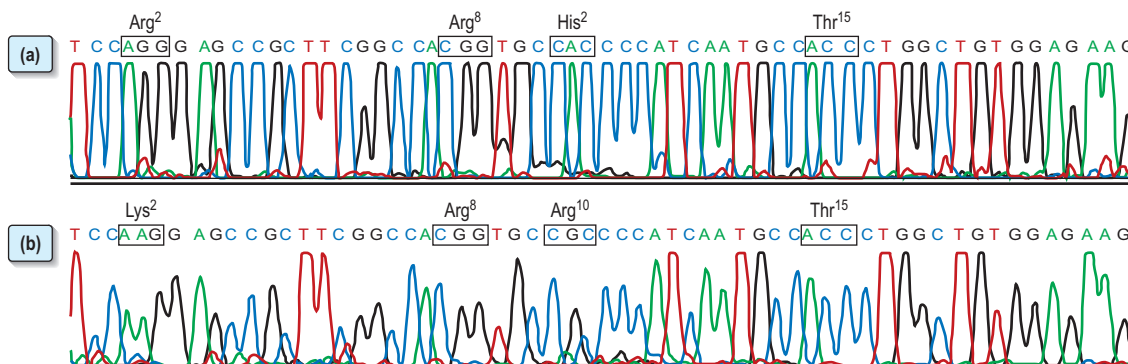 Arg² Arg⁸ His² Thr¹⁵
(a) T C C A G G G A G C C G C T T C G G C C A C G G T G C C A C C C C A T C A A T G C C A C C C T G G C T G T G G A G A A G
Lys² Arg⁸ Arg¹⁰ Thr¹⁵
(b) T C C A A G G A G C C G C T T C G G C C A C G G T G C C G C C C C A T C A A T G C C A C C C T G G C T G T G G A G A A G